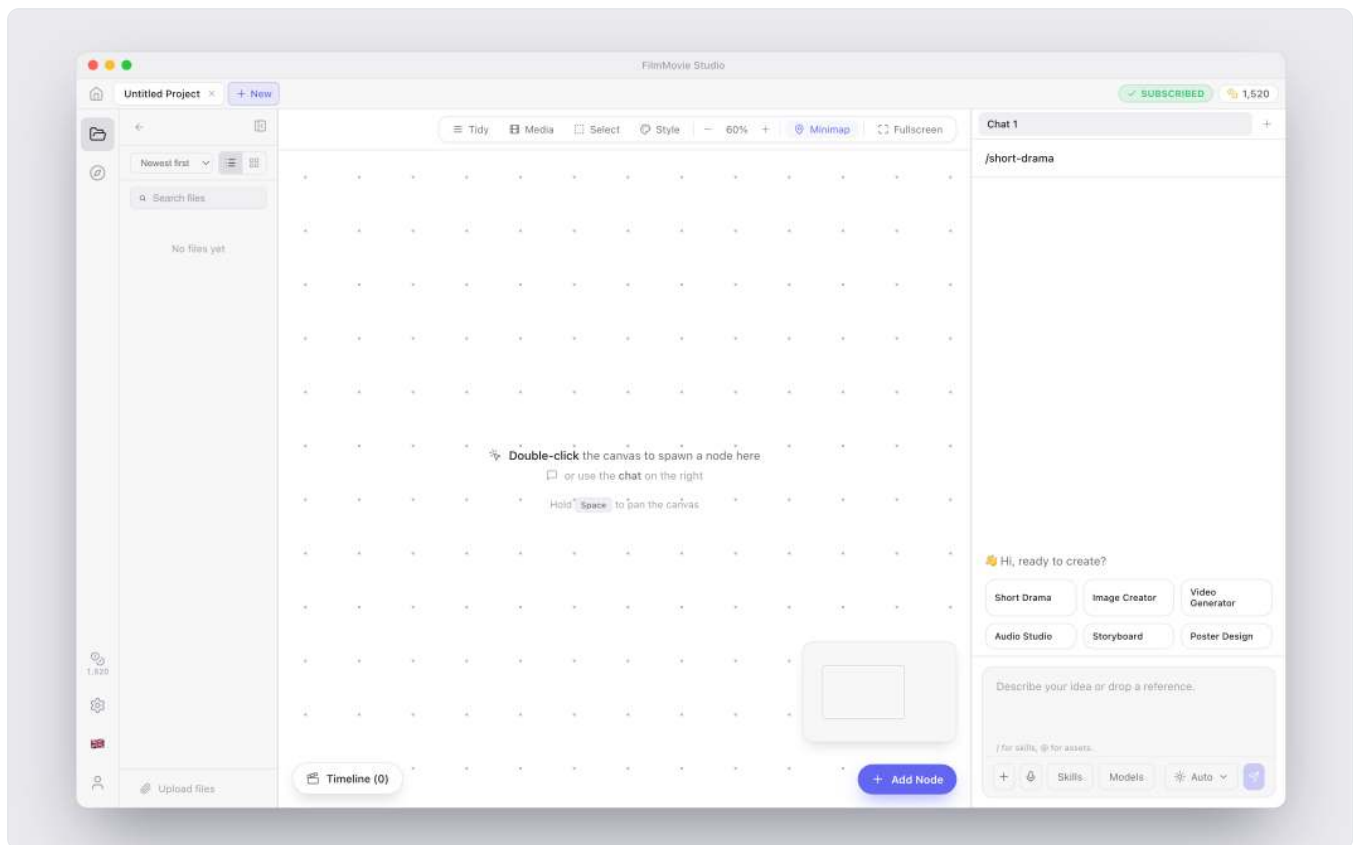 FilmMovie Studio
Untitled Project ×
+ New
✓ SUBSCRIBED
1,520
Newest first
Search files
No files yet
Tidy
Media
Select
Style
− 60% +
Minimap
Fullscreen
Double-click the canvas to spawn a node here
or use the chat on the right
Hold Space to pan the canvas
1,520
Upload files
Timeline (0)
+ Add Node
Chat 1
+
/short-drama
👋 Hi, ready to create?
Short Drama
Image Creator
Video
Generator
Audio Studio
Storyboard
Poster Design
Describe your idea or drop a reference.
/ for skills, @ for assets.
+
Skills
Models
Auto